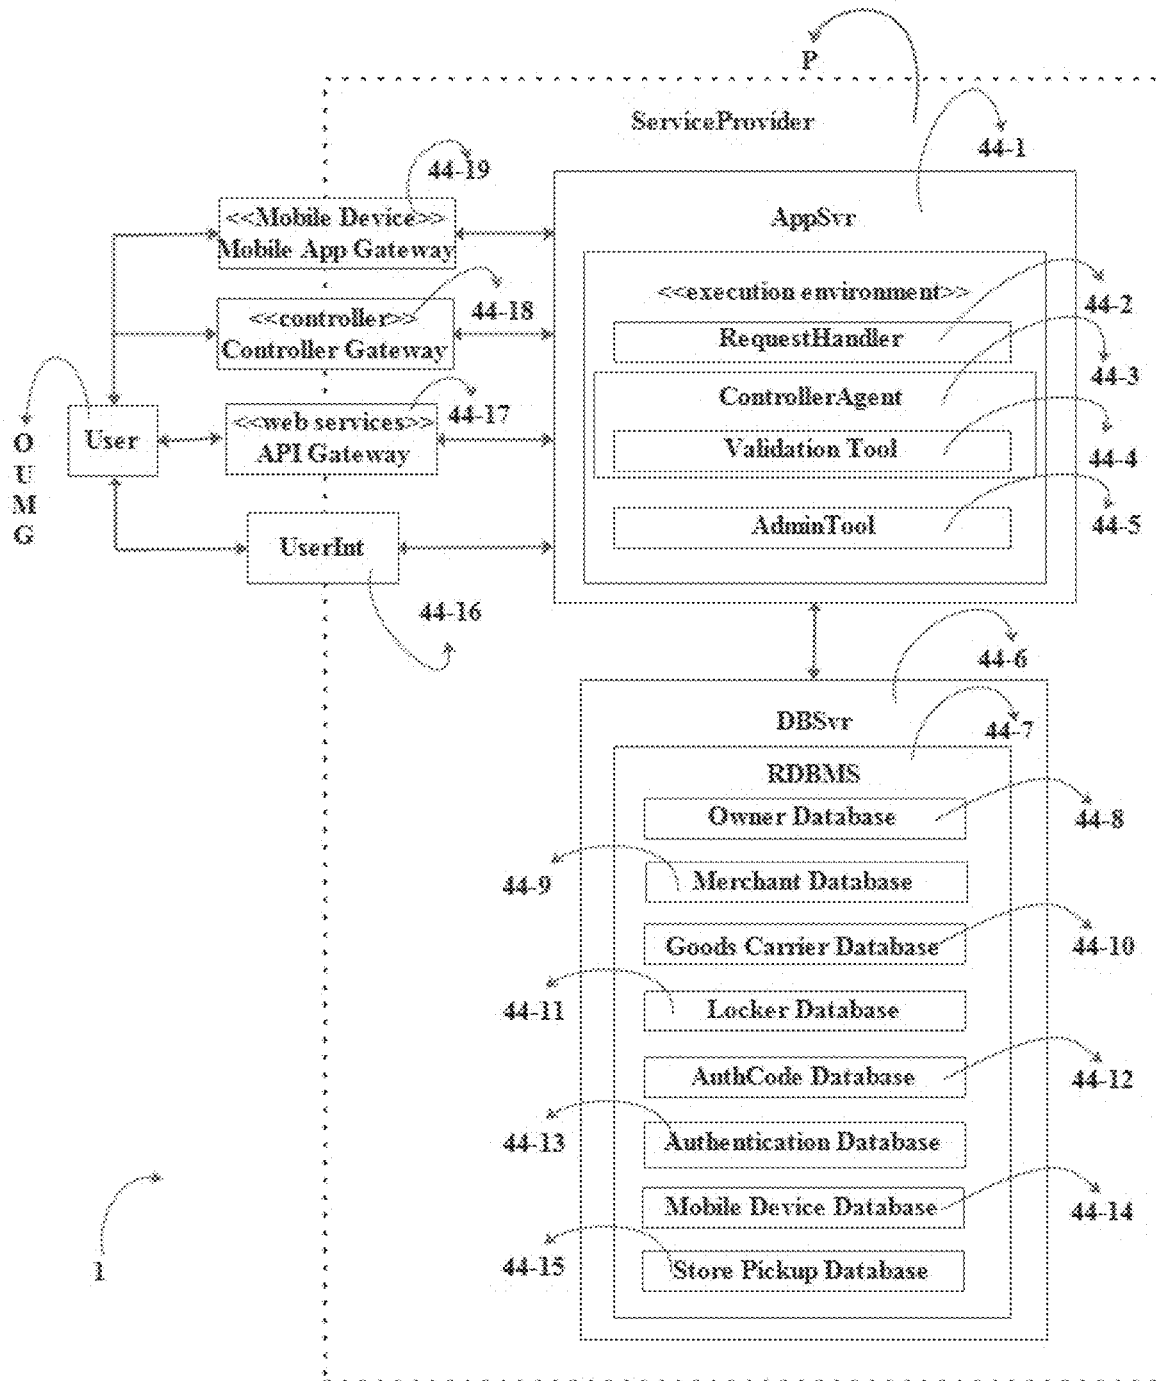 P
ServiceProvider
44-1
44-19
<<Mobile Device>>
Mobile App Gateway
AppSvr
<<execution environment>>
44-2
RequestHandler
<<controller>>
Controller Gateway
44-18
44-3
ControllerAgent
<<web services>>
API Gateway
44-17
User
O
U
M
G
Validation Tool
44-4
AdminTool
44-5
UserInt
44-16
44-6
DBSvr
44-7
RDBMS
Owner Database
44-8
44-9
Merchant Database
Goods Carrier Database
44-10
44-11
Locker Database
AuthCode Database
44-12
44-13
Authentication Database
Mobile Device Database
44-14
44-15
Store Pickup Database
1